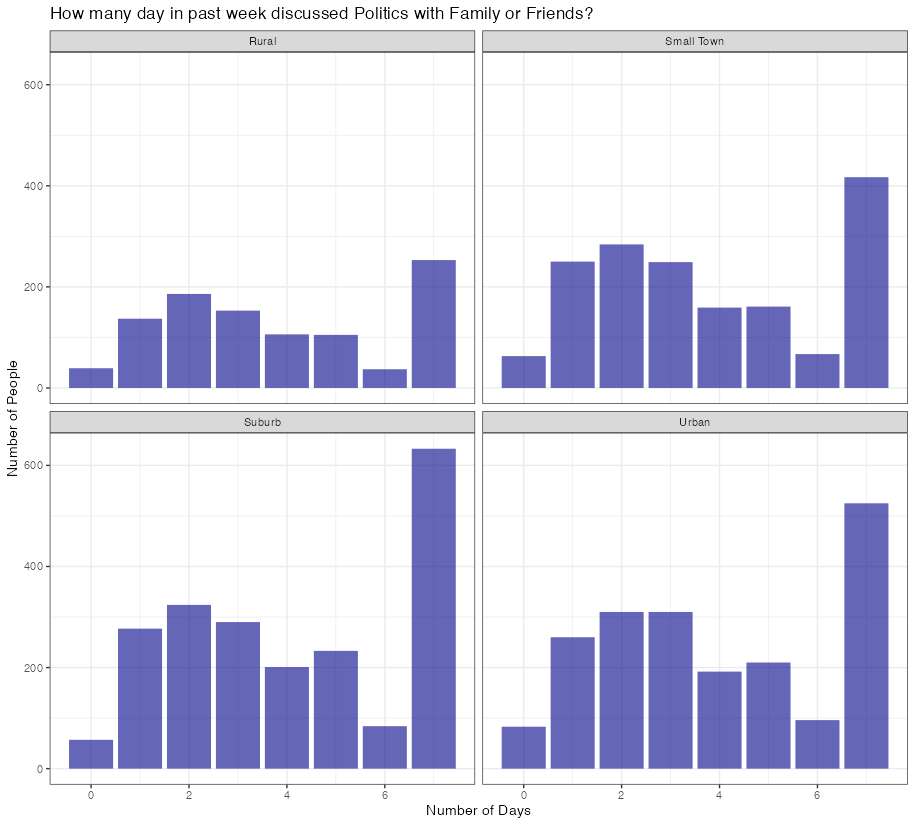 How many day in past week discussed Politics with Family or Friends?
Rural
Small Town
600
400
200
0
Suburb
Urban
600
400
200
0
0 2 4 6
0 2 4 6
Number of People
Number of Days